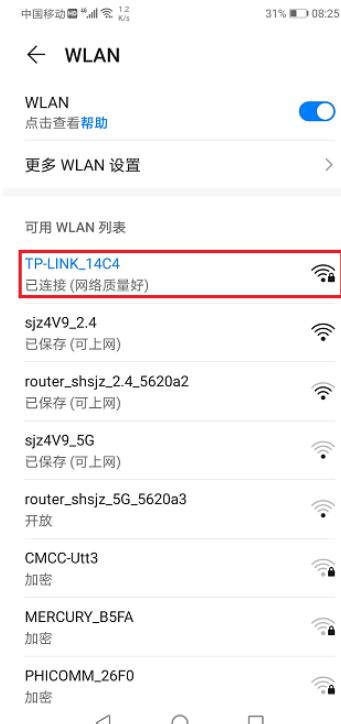 中国移动 HD 46 1.2 K/s 31% 08:25
WLAN
WLAN
点击查看帮助
更多 WLAN 设置
可用 WLAN 列表
TP-LINK_14C4
已连接 (网络质量好)
sjz4V9_2.4
已保存 (可上网)
router_shsjz_2.4_5620a2
已保存 (可上网)
sjz4V9_5G
已保存 (可上网)
router_shsjz_5G_5620a3
开放
CMCC-Utt3
加密
MERCURY_B5FA
加密
PHICOMM_26F0
加密